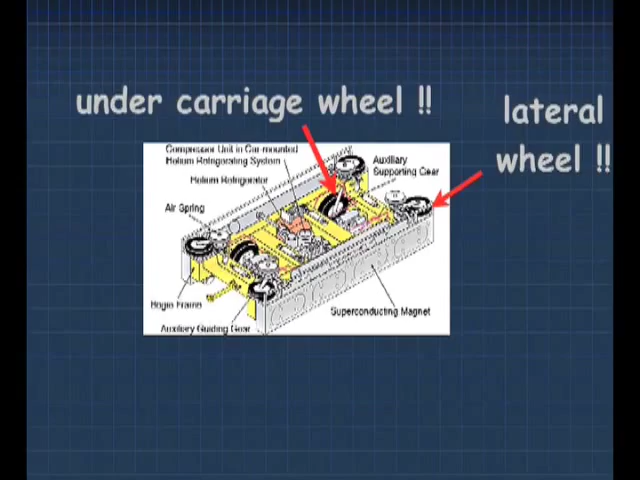 under carriage wheel !!
lateral
wheel !!
Compressor Unit in Car-mounted
Helium Refrigerating System
Auxiliary
Supporting Gear
Helium Refrigerator
Air Spring
Bogie Frame
Superconducting Magnet
Auxiliary Guiding Gear